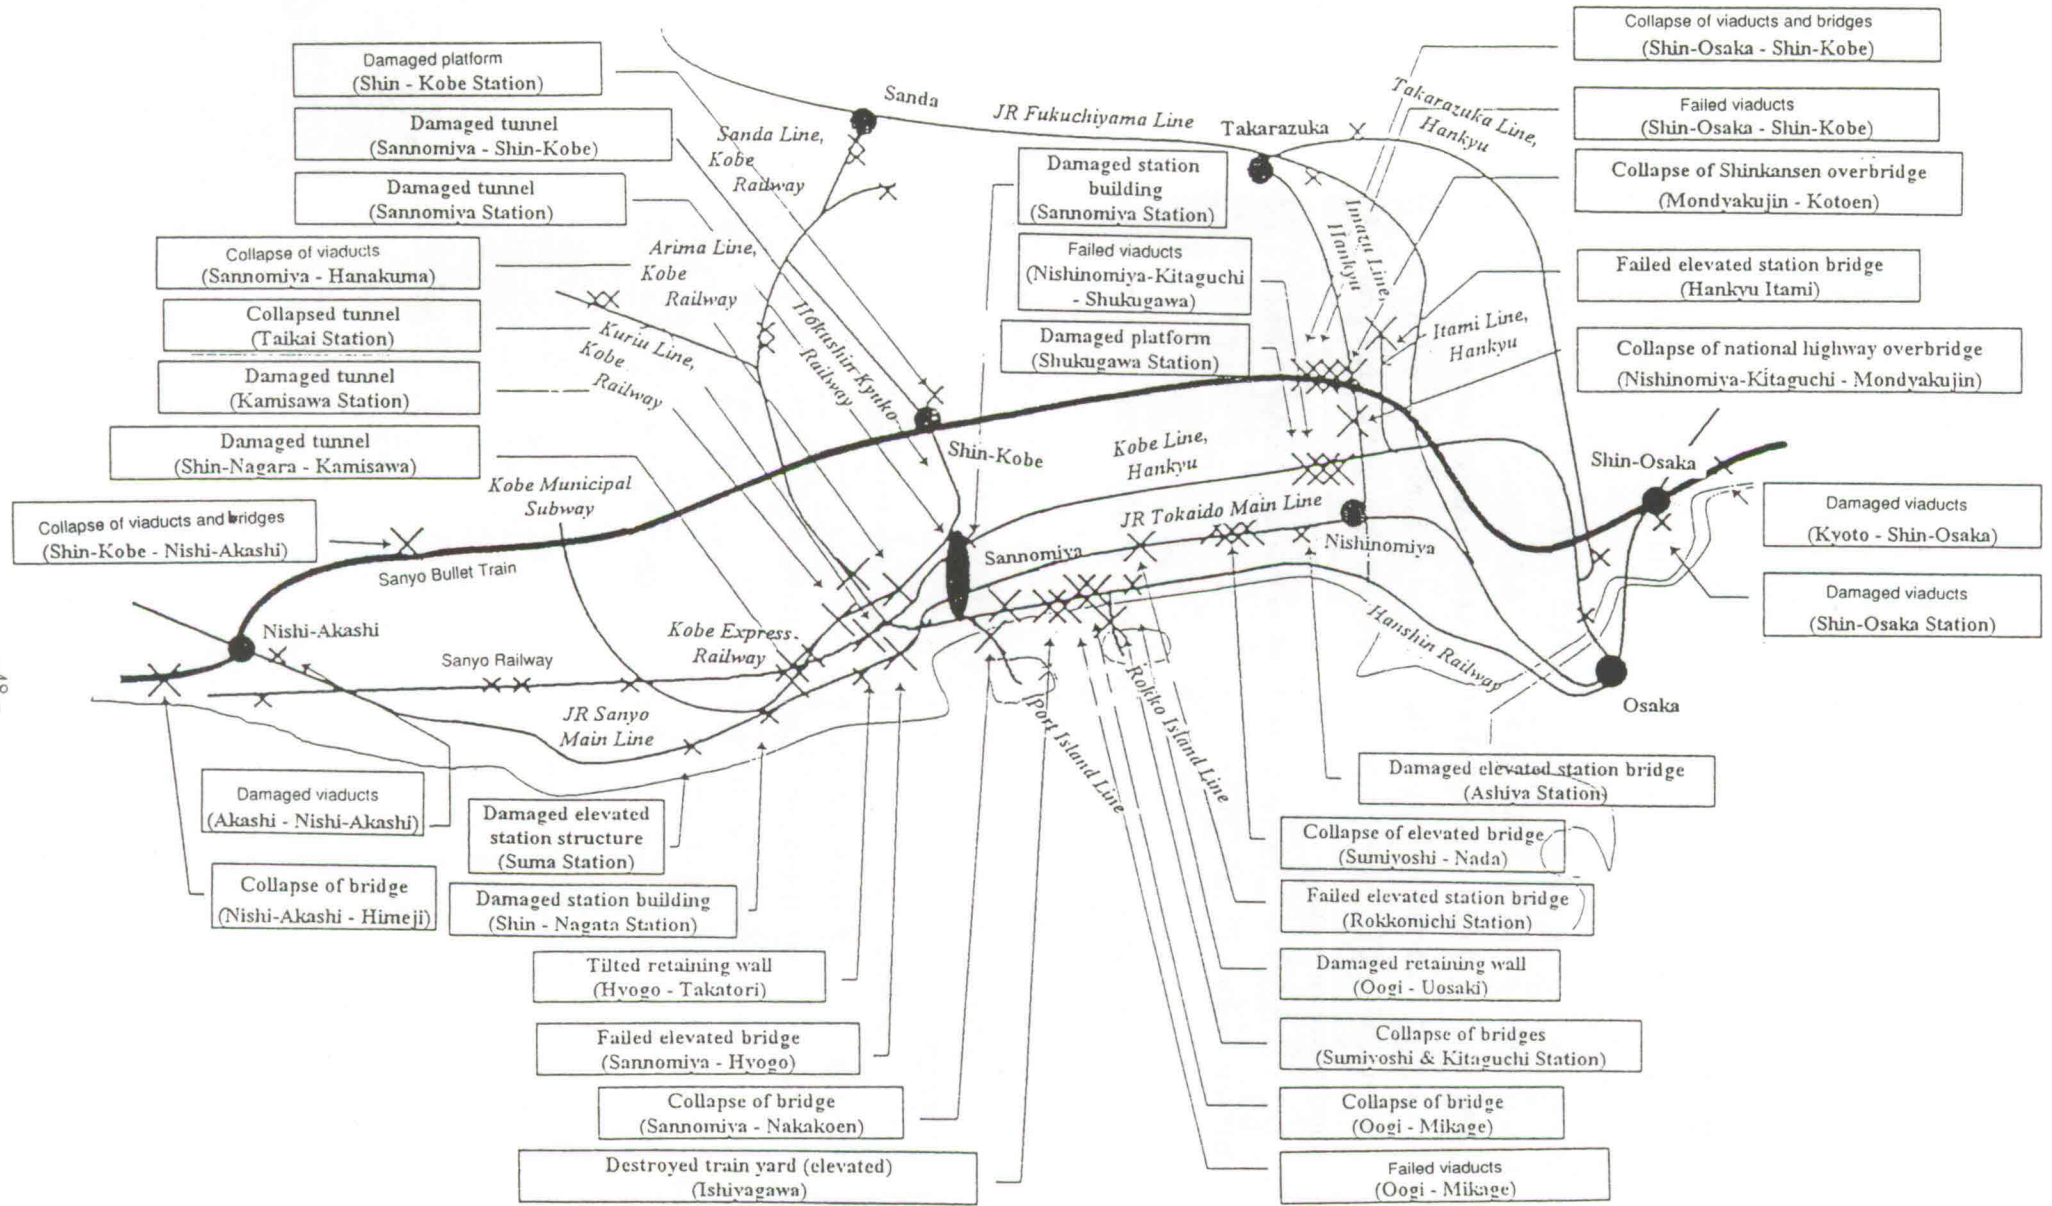 Damaged platform
(Shin - Kobe Station)
Damaged tunnel
(Sannomiya - Shin-Kobe)
Damaged tunnel
(Sannomiya Station)
Collapse of viaducts
(Sannomiya - Hanakuma)
Collapsed tunnel
(Taikai Station)
Damaged tunnel
(Kamisawa Station)
Damaged tunnel
(Shin-Nagara - Kamisawa)
Collapse of viaducts and bridges
(Shin-Kobe - Nishi-Akashi)
Sanda
Sanda Line,
Kobe
Railway
Arima Line,
Kobe
Railway
Kuriu Line,
Kobe
Railway
Hokushin Kyuko
Railway
JR Fukuchiyama Line
Takarazuka
Takarazuka Line,
Hankyu
Imazu Line,
Hankyu
Itami Line,
Hankyu
Damaged station
building
(Sannomiya Station)
Failed viaducts
(Nishinomiya-Kitaguchi
- Shukugawa)
Damaged platform
(Shukugawa Station)
Collapse of viaducts and bridges
(Shin-Osaka - Shin-Kobe)
Failed viaducts
(Shin-Osaka - Shin-Kobe)
Collapse of Shinkansen overbridge
(Mondyakujin - Kotoen)
Failed elevated station bridge
(Hankyu Itami)
Collapse of national highway overbridge
(Nishinomiya-Kitaguchi - Mondyakujin)
Shin-Osaka
Damaged viaducts
(Kyoto - Shin-Osaka)
Damaged viaducts
(Shin-Osaka Station)
Shin-Kobe
Kobe Line,
Hankyu
Kobe Municipal
Subway
JR Tokaido Main Line
Sannomiya
Nishinomiya
Sanyo Bullet Train
Nishi-Akashi
Kobe Express
Railway
Sanyo Railway
JR Sanyo
Main Line
Hanshin Railway
Osaka
Port Island Line
Rokko Island Line
Damaged viaducts
(Akashi - Nishi-Akashi)
Collapse of bridge
(Nishi-Akashi - Himeji)
Damaged elevated
station structure
(Suma Station)
Damaged station building
(Shin - Nagata Station)
Tilted retaining wall
(Hyogo - Takatori)
Failed elevated bridge
(Sannomiya - Hyogo)
Collapse of bridge
(Sannomiya - Nakakoen)
Destroyed train yard (elevated)
(Ishiyagawa)
Damaged elevated station bridge
(Ashiya Station)
Collapse of elevated bridge
(Sumiyoshi - Nada)
Failed elevated station bridge
(Rokkomichi Station)
Damaged retaining wall
(Oogi - Uosaki)
Collapse of bridges
(Sumiyoshi & Kitaguchi Station)
Collapse of bridge
(Oogi - Mikage)
Failed viaducts
(Oogi - Mikage)